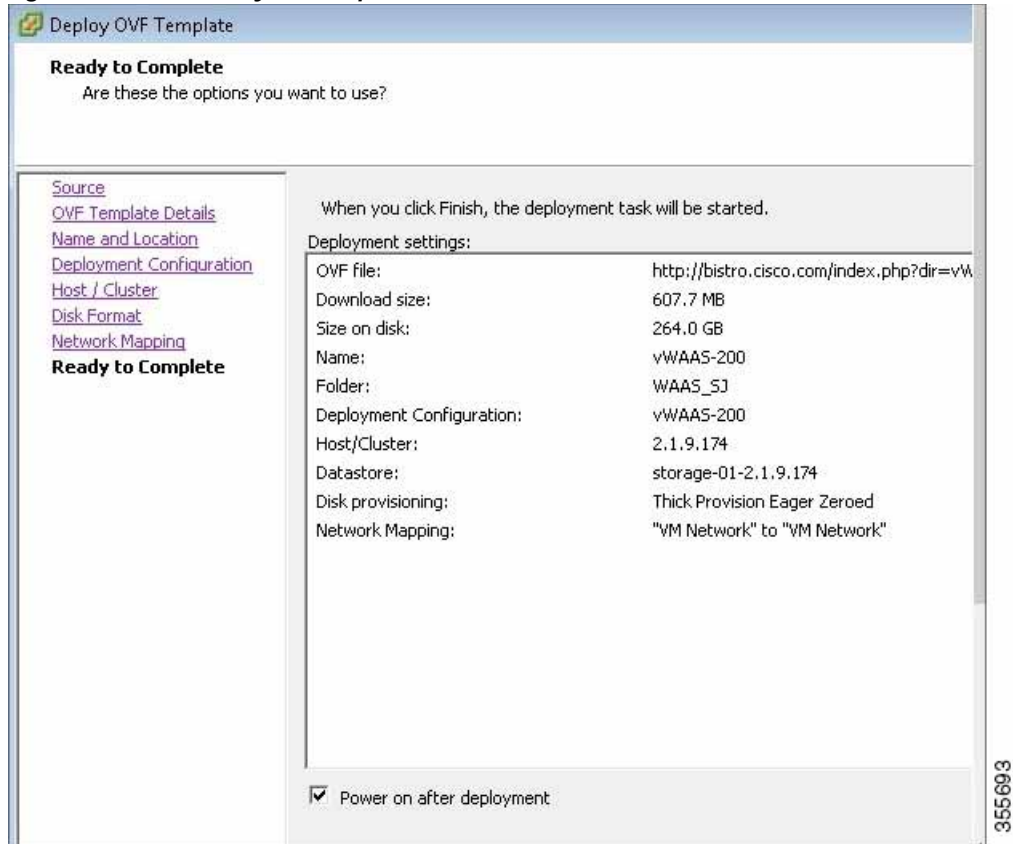 Deploy OVF Template
Ready to Complete
Are these the options you want to use?
Source
OVF Template Details
Name and Location
Deployment Configuration
Host / Cluster
Disk Format
Network Mapping
Ready to Complete
When you click Finish, the deployment task will be started.
Deployment settings:
OVF file: http://bistro.cisco.com/index.php?dir=vW
Download size: 607.7 MB
Size on disk: 264.0 GB
Name: vWAAS-200
Folder: WAAS_SJ
Deployment Configuration: vWAAS-200
Host/Cluster: 2.1.9.174
Datastore: storage-01-2.1.9.174
Disk provisioning: Thick Provision Eager Zeroed
Network Mapping: "VM Network" to "VM Network"
Power on after deployment
355693